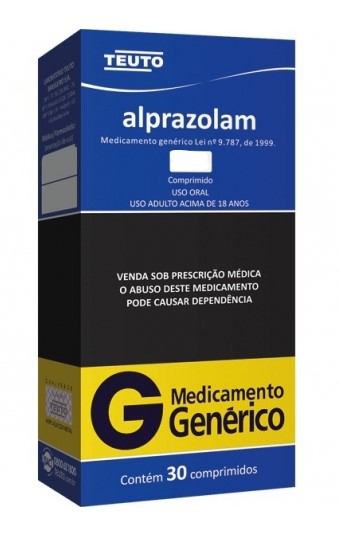 TEUTO
alprazolam
Medicamento genérico Lei nº 9.787, de 1999.
Comprimido
USO ORAL
USO ADULTO ACIMA DE 18 ANOS
VENDA SOB PRESCRIÇÃO MÉDICA
O ABUSO DESTE MEDICAMENTO
PODE CAUSAR DEPENDÊNCIA
G Medicamento
Genérico
Contém 30 comprimidos